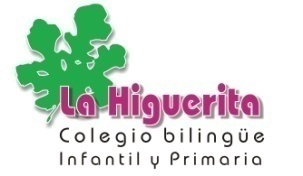 La Higuerita
Colegio bilingüe
Infantil y Primaria